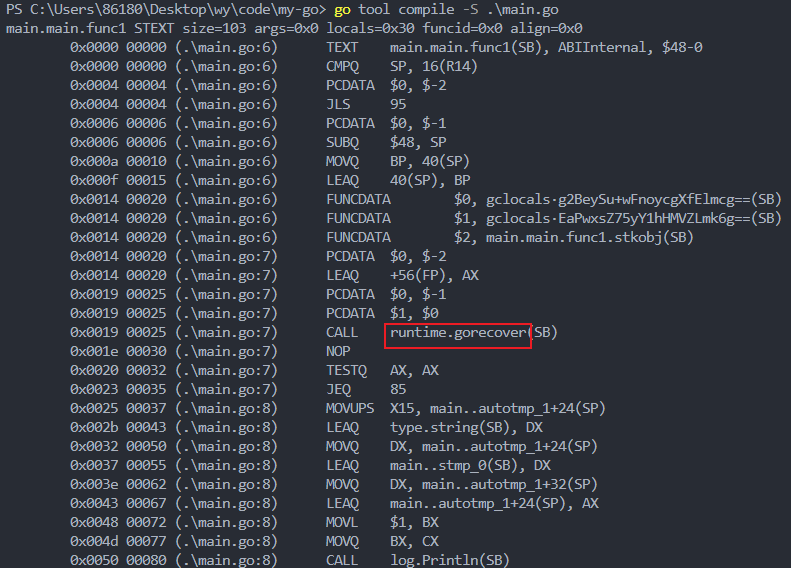 PS C:\Users\86180\Desktop\wy\code\my-go> go tool compile -S .\main.go
main.main.func1 STEXT size=103 args=0x0 locals=0x30 funcid=0x0 align=0x0
0x0000 00000 (.\main.go:6) TEXT main.main.func1(SB), ABIInternal, $48-0
0x0000 00000 (.\main.go:6) CMPQ SP, 16(R14)
0x0004 00004 (.\main.go:6) PCDATA $0, $-2
0x0004 00004 (.\main.go:6) JLS 95
0x0006 00006 (.\main.go:6) PCDATA $0, $-1
0x0006 00006 (.\main.go:6) SUBQ $48, SP
0x000a 00010 (.\main.go:6) MOVQ BP, 40(SP)
0x000f 00015 (.\main.go:6) LEAQ 40(SP), BP
0x0014 00020 (.\main.go:6) FUNCDATA $0, gclocals·g2BeySu+wFnoycgXfElmcg==(SB)
0x0014 00020 (.\main.go:6) FUNCDATA $1, gclocals·EaPwxsZ75yY1hHMVZLmk6g==(SB)
0x0014 00020 (.\main.go:6) FUNCDATA $2, main.main.func1.stkobj(SB)
0x0014 00020 (.\main.go:7) PCDATA $0, $-2
0x0014 00020 (.\main.go:7) LEAQ +56(FP), AX
0x0019 00025 (.\main.go:7) PCDATA $0, $-1
0x0019 00025 (.\main.go:7) PCDATA $1, $0
0x0019 00025 (.\main.go:7) CALL runtime.gorecover(SB)
0x001e 00030 (.\main.go:7) NOP
0x0020 00032 (.\main.go:7) TESTQ AX, AX
0x0023 00035 (.\main.go:7) JEQ 85
0x0025 00037 (.\main.go:8) MOVUPS X15, main..autotmp_1+24(SP)
0x002b 00043 (.\main.go:8) LEAQ type.string(SB), DX
0x0032 00050 (.\main.go:8) MOVQ DX, main..autotmp_1+24(SP)
0x0037 00055 (.\main.go:8) LEAQ main..stmp_0(SB), DX
0x003e 00062 (.\main.go:8) MOVQ DX, main..autotmp_1+32(SP)
0x0043 00067 (.\main.go:8) LEAQ main..autotmp_1+24(SP), AX
0x0048 00072 (.\main.go:8) MOVL $1, BX
0x004d 00077 (.\main.go:8) MOVQ BX, CX
0x0050 00080 (.\main.go:8) CALL log.Println(SB)